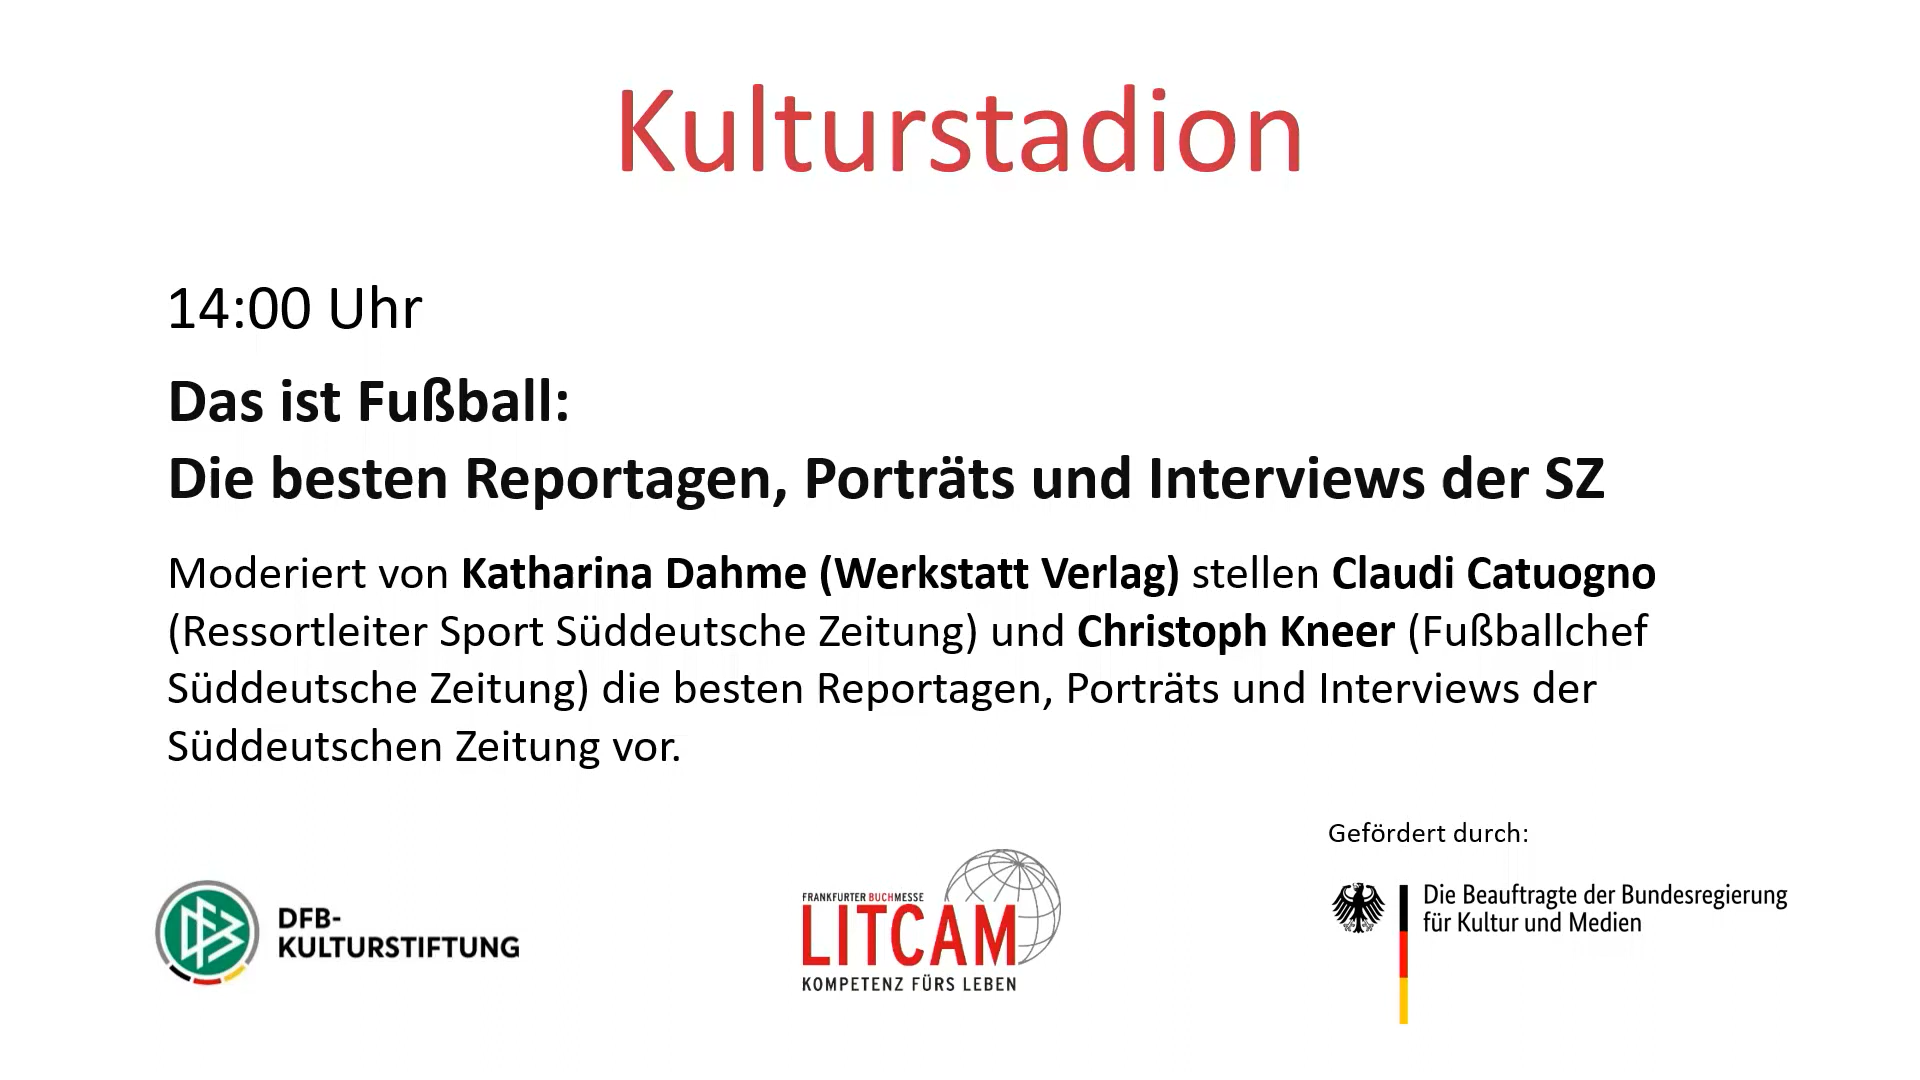 Kulturstadion
14:00 Uhr
Das ist Fußball:
Die besten Reportagen, Porträts und Interviews der SZ
Moderiert von Katharina Dahme (Werkstatt Verlag) stellen Claudi Catuogno
(Ressortleiter Sport Süddeutsche Zeitung) und Christoph Kneer (Fußballchef
Süddeutsche Zeitung) die besten Reportagen, Porträts und Interviews der
Süddeutschen Zeitung vor.
DFB-
KULTURSTIFTUNG
FRANKFURTER BUCHMESSE
LITCAM
KOMPETENZ FÜRS LEBEN
Gefördert durch:
Die Beauftragte der Bundesregierung
für Kultur und Medien